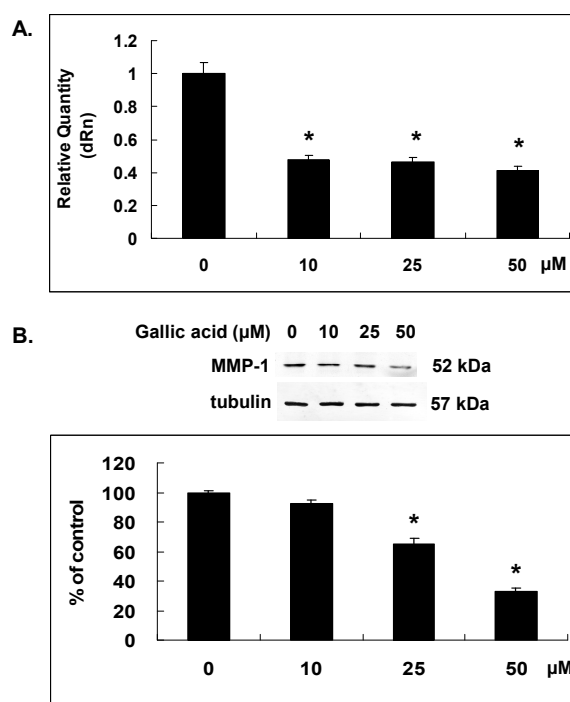 A.
1.2
1
0.8
0.6
0.4
0.2
0
Relative Quantity
(dRn)
* * *
0 10 25 50 µM
B.
Gallic acid (µM) 0 10 25 50
MMP-1 52 kDa
tubulin 57 kDa
120
100
80
60
40
20
0
% of control
* *
0 10 25 50 µM